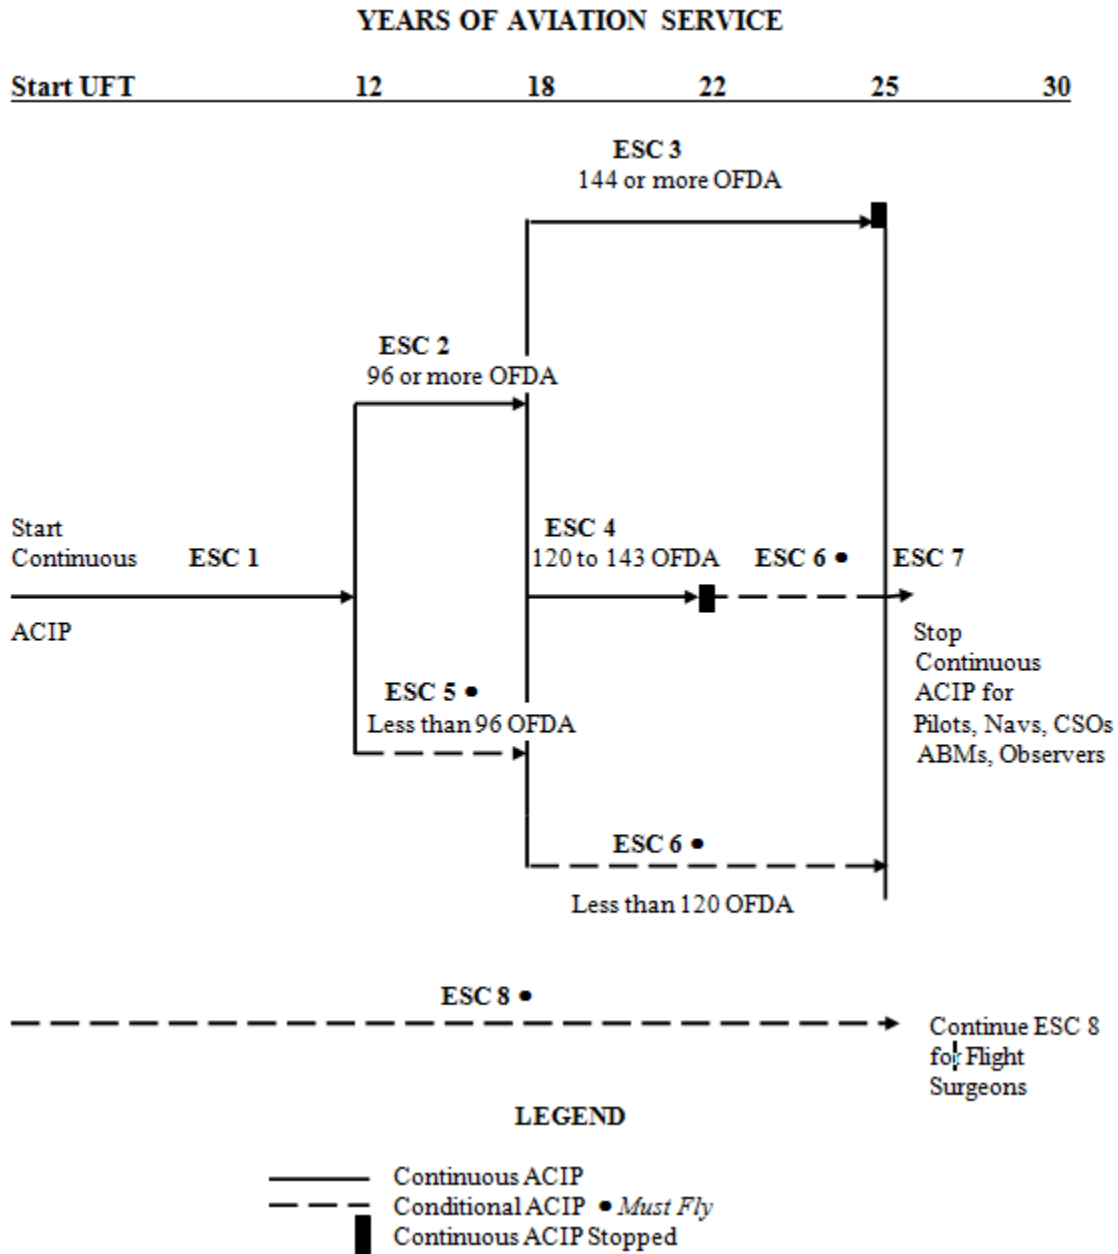 YEARS OF AVIATION SERVICE
Start UFT 12 18 22 25 30
ESC 3
144 or more OFDA
ESC 2
96 or more OFDA
Start
Continuous ESC 1
ACIP
ESC 4
120 to 143 OFDA
ESC 6 •
ESC 7
Stop
Continuous
ACIP for
Pilots, Navs, CSOs
ABMs, Observers
ESC 5 •
Less than 96 OFDA
ESC 6 •
Less than 120 OFDA
ESC 8 •
Continue ESC 8
for Flight
Surgeons
LEGEND
Continuous ACIP
Conditional ACIP • Must Fly
Continuous ACIP Stopped